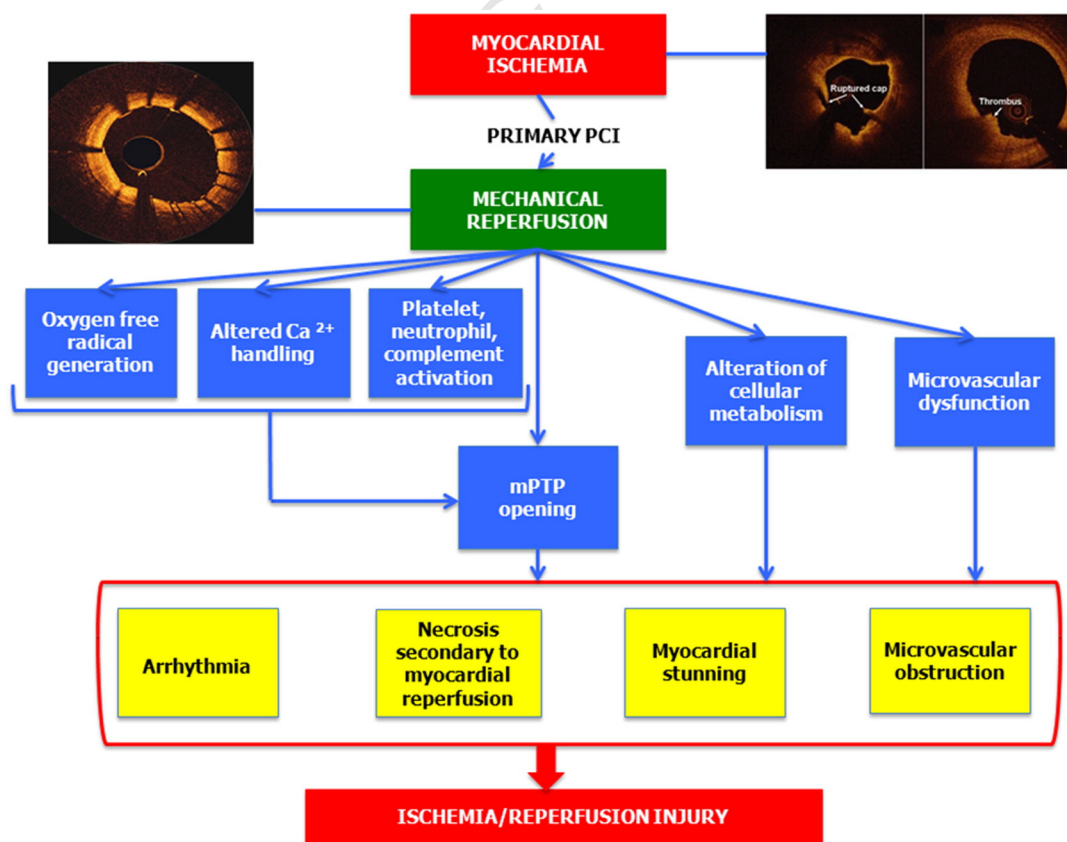 MYOCARDIAL
ISCHEMIA
Ruptured cap
Thrombus
PRIMARY PCI
MECHANICAL
REPERFUSION
Oxygen free
radical
generation
Altered Ca 2+
handling
Platelet,
neutrophil,
complement
activation
Alteration of
cellular
metabolism
Microvascular
dysfunction
mPTP
opening
Arrhythmia
Necrosis
secondary to
myocardial
reperfusion
Myocardial
stunning
Microvascular
obstruction
ISCHEMIA/REPERFUSION INJURY